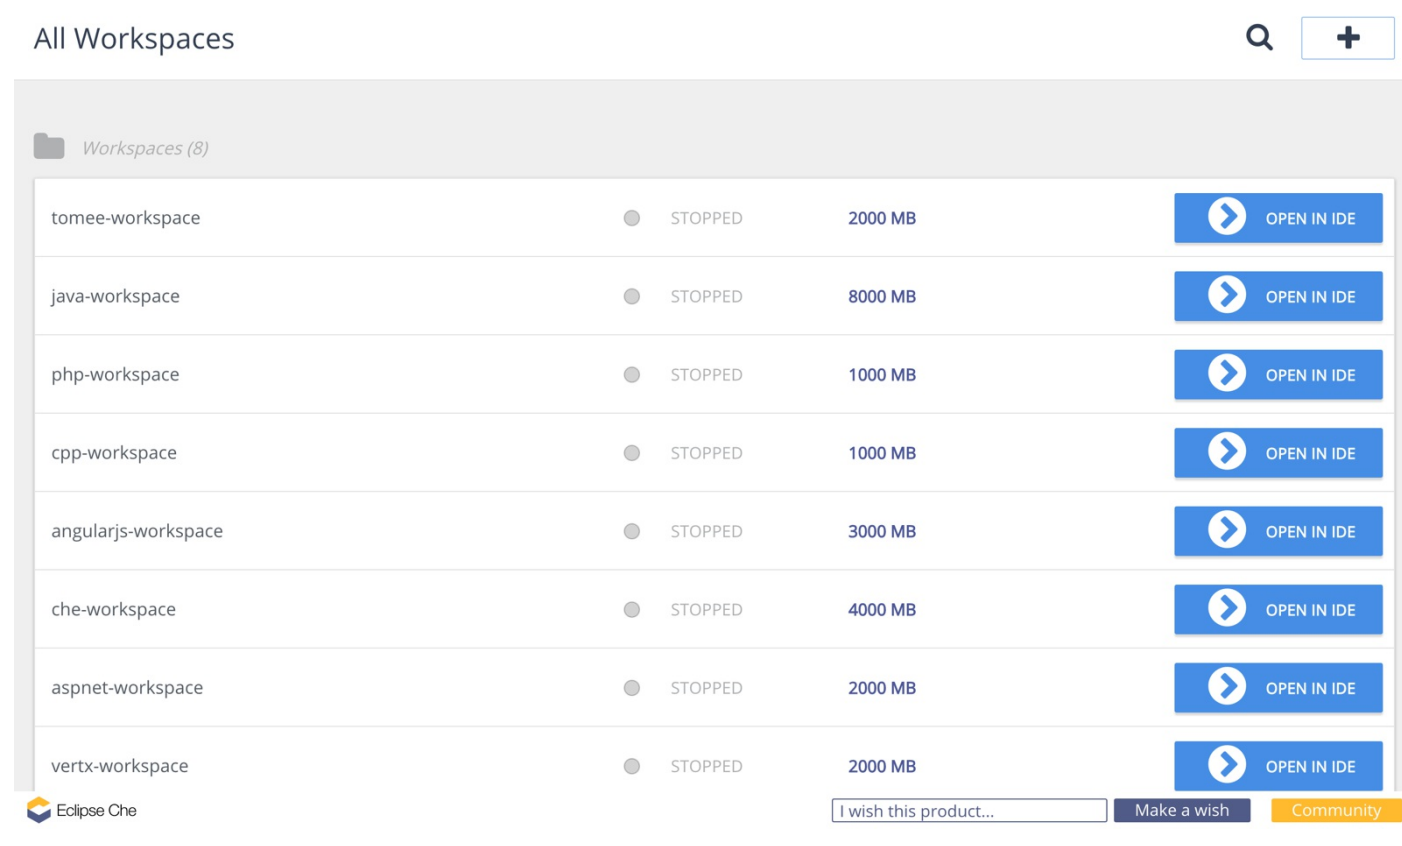 All Workspaces
Workspaces (8)
tomee-workspace STOPPED 2000 MB OPEN IN IDE
java-workspace STOPPED 8000 MB OPEN IN IDE
php-workspace STOPPED 1000 MB OPEN IN IDE
cpp-workspace STOPPED 1000 MB OPEN IN IDE
angularjs-workspace STOPPED 3000 MB OPEN IN IDE
che-workspace STOPPED 4000 MB OPEN IN IDE
aspnet-workspace STOPPED 2000 MB OPEN IN IDE
vertx-workspace STOPPED 2000 MB OPEN IN IDE
Eclipse Che I wish this product... Make a wish Community